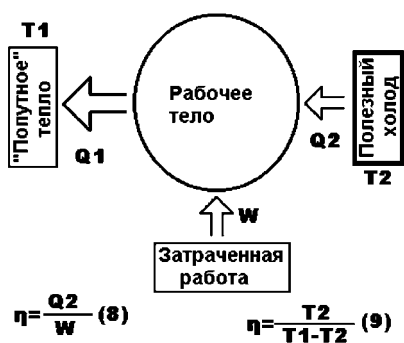 T1
"Попутное"
тепло
Q1
Рабочее
тело
Q2
Полезный
холод
T2
W
Затраченная
работа
η=Q2/W (8)
η=T2/T1-T2 (9)